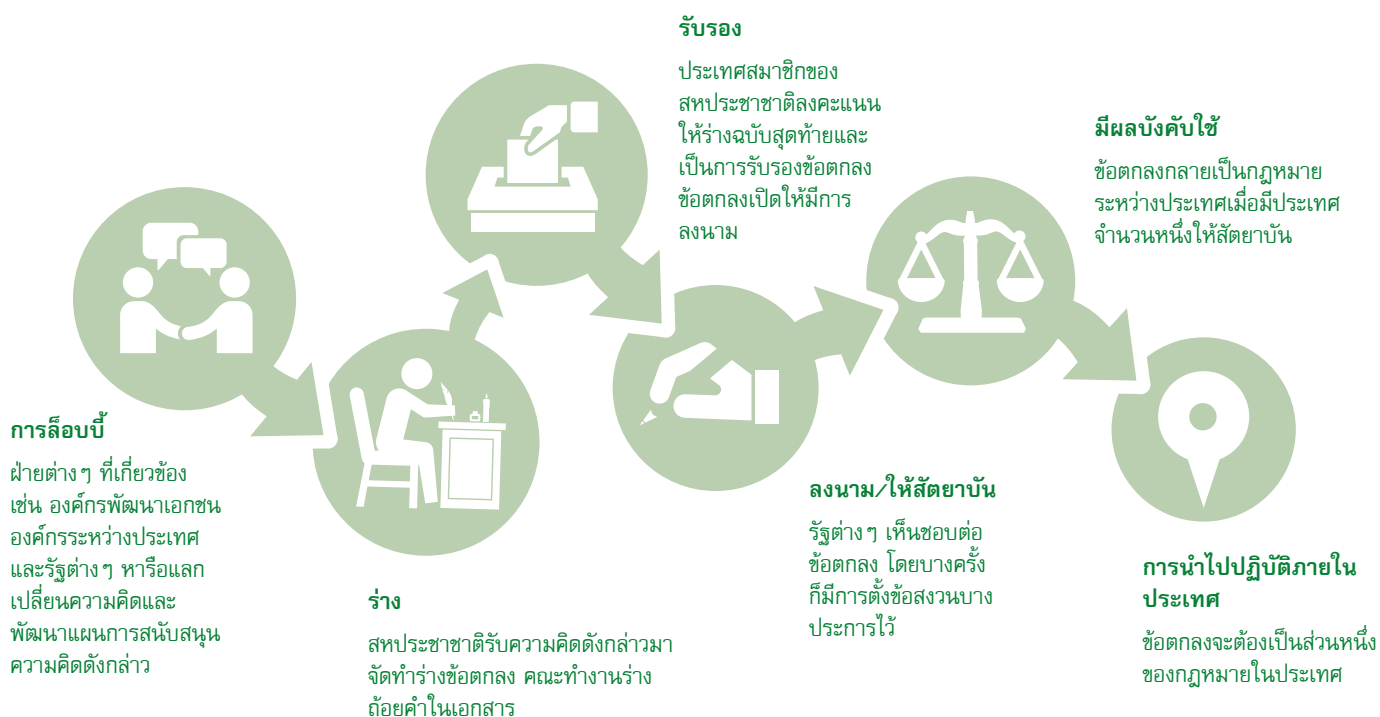 การล็อบบี้
ฝ่ายต่างๆ ที่เกี่ยวข้อง
เช่น องค์กรพัฒนาเอกชน
องค์กรระหว่างประเทศ
และรัฐต่างๆ หารือแลก
เปลี่ยนความคิดและ
พัฒนาแผนการสนับสนุน
ความคิดดังกล่าว
ร่าง
สหประชาชาติรับความคิดดังกล่าวมา
จัดทำร่างข้อตกลง คณะทำงานร่าง
ถ้อยคำในเอกสาร
รับรอง
ประเทศสมาชิกของ
สหประชาชาติลงคะแนน
ให้ร่างฉบับสุดท้ายและ
เป็นการรับรองข้อตกลง
ข้อตกลงเปิดให้มีการ
ลงนาม
ลงนาม/ให้สัตยาบัน
รัฐต่างๆ เห็นชอบต่อ
ข้อตกลง โดยบางครั้ง
ก็มีการตั้งข้อสงวนบาง
ประการไว้
มีผลบังคับใช้
ข้อตกลงกลายเป็นกฎหมาย
ระหว่างประเทศเมื่อมีประเทศ
จำนวนหนึ่งให้สัตยาบัน
การนำไปปฏิบัติภายใน
ประเทศ
ข้อตกลงจะต้องเป็นส่วนหนึ่ง
ของกฎหมายในประเทศ